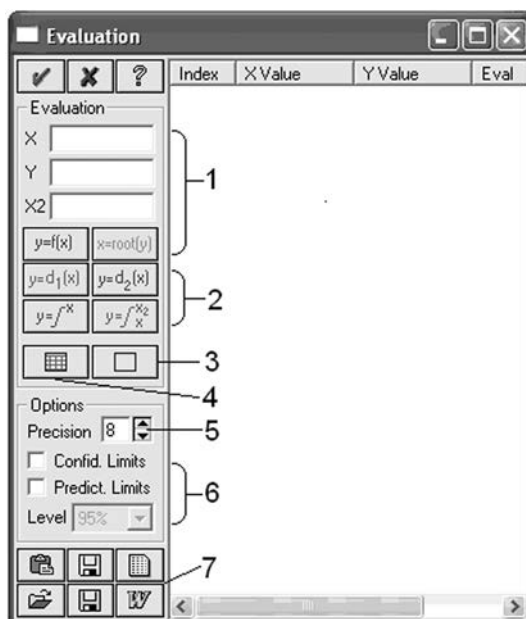 Evaluation
? Index X Value Y Value Eval
Evaluation
X
Y
X2
1
y=f(x) x=root(y)
y=d₁(x) y=d₂(x)
2
y=∫ˣ y=∫ₓˣ²
3
4
Options
Precision 8
5
Confid. Limits
Predict. Limits
6
Level 95%
7
W